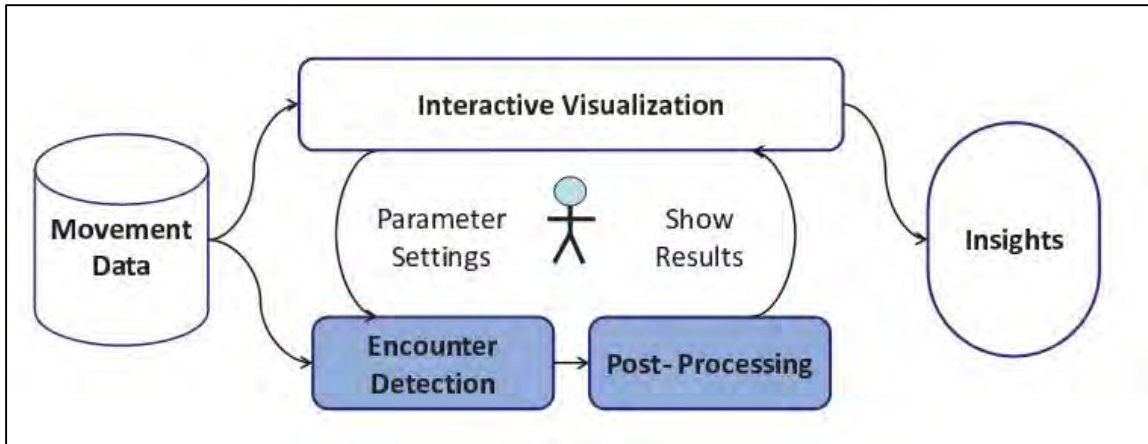 Interactive Visualization
Movement
Data
Parameter
Settings
Show
Results
Insights
Encounter
Detection
Post- Processing